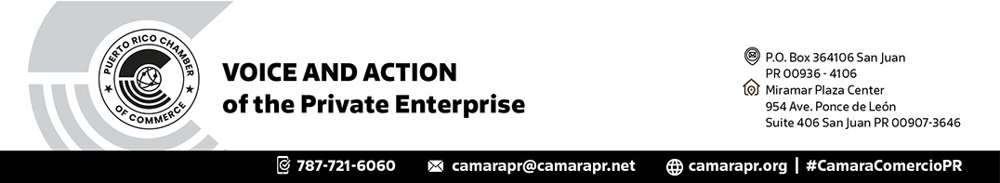 PUERTO RICO CHAMBER
OF COMMERCE
VOICE AND ACTION
of the Private Enterprise
P.O. Box 364106 San Juan
PR 00936 - 4106
Miramar Plaza Center
954 Ave. Ponce de León
Suite 406 San Juan PR 00907-3646
787-721-6060 camarapr@camarapr.net camarapr.org | #CamaraComercioPR